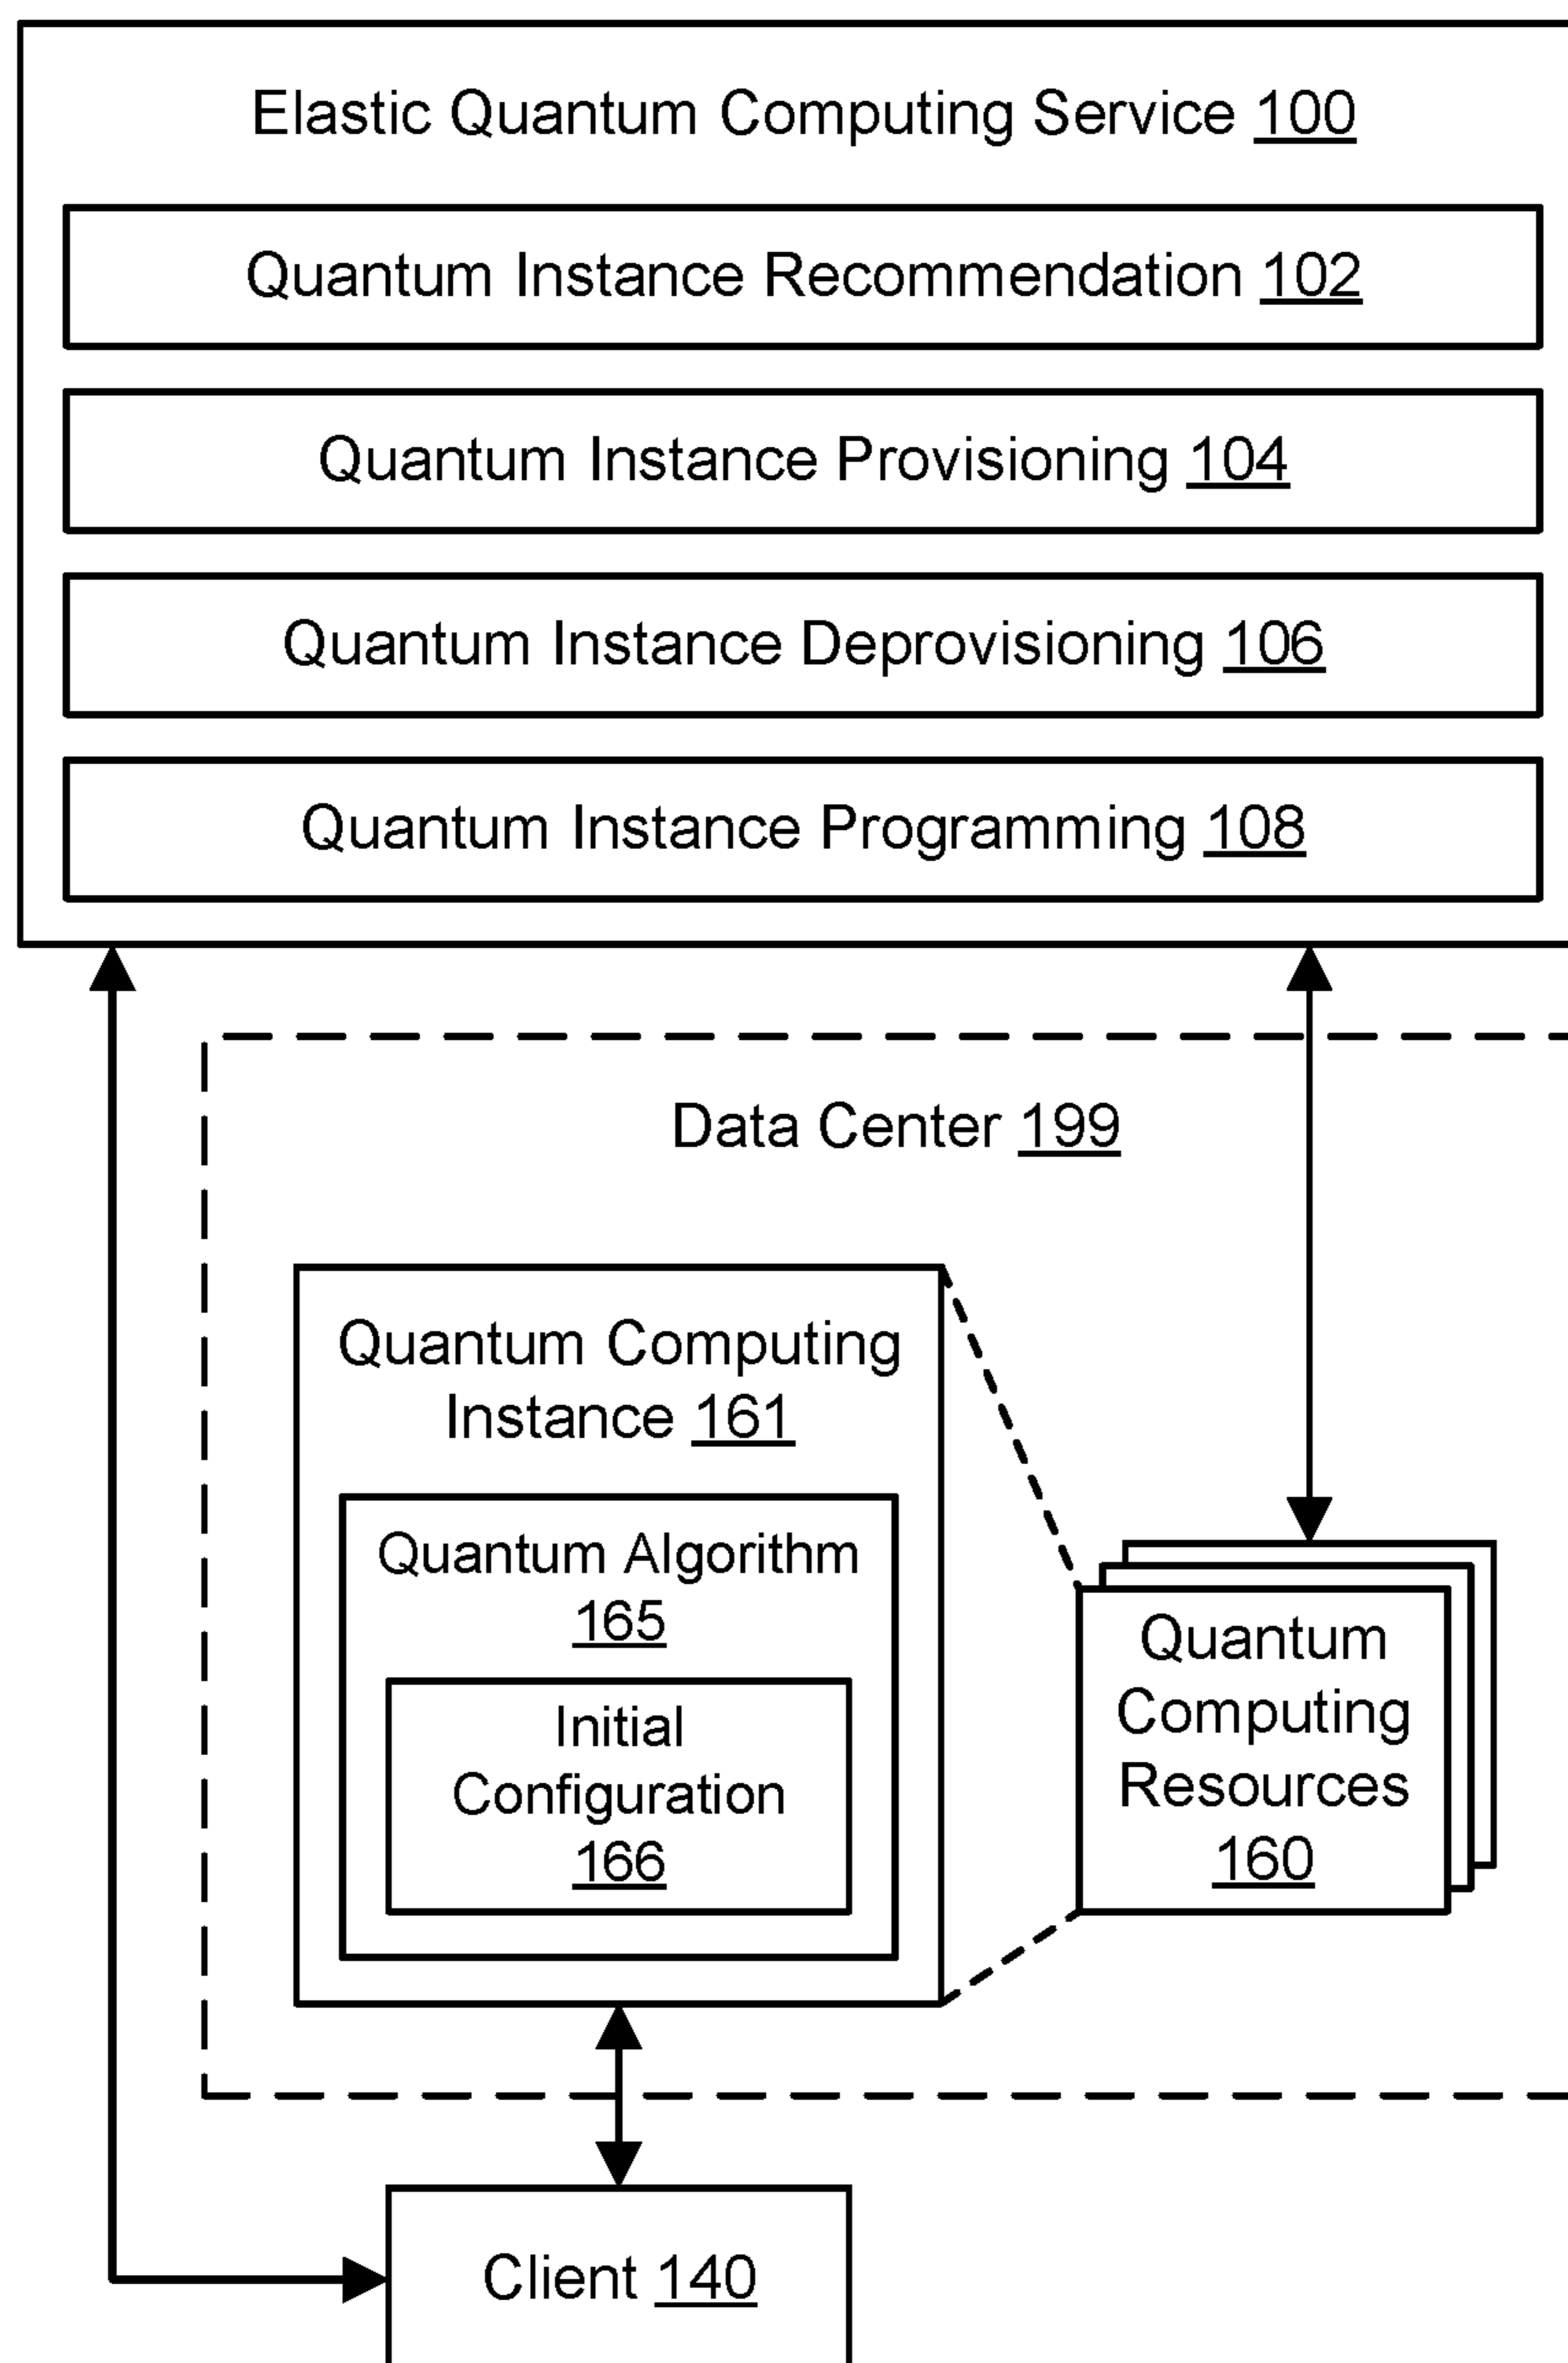 Elastic Quantum Computing Service 100
Quantum Instance Recommendation 102
Quantum Instance Provisioning 104
Quantum Instance Deprovisioning 106
Quantum Instance Programming 108
Data Center 199
Quantum Computing
Instance 161
Quantum Algorithm
165
Initial
Configuration
166
Quantum
Computing
Resources
160
Client 140